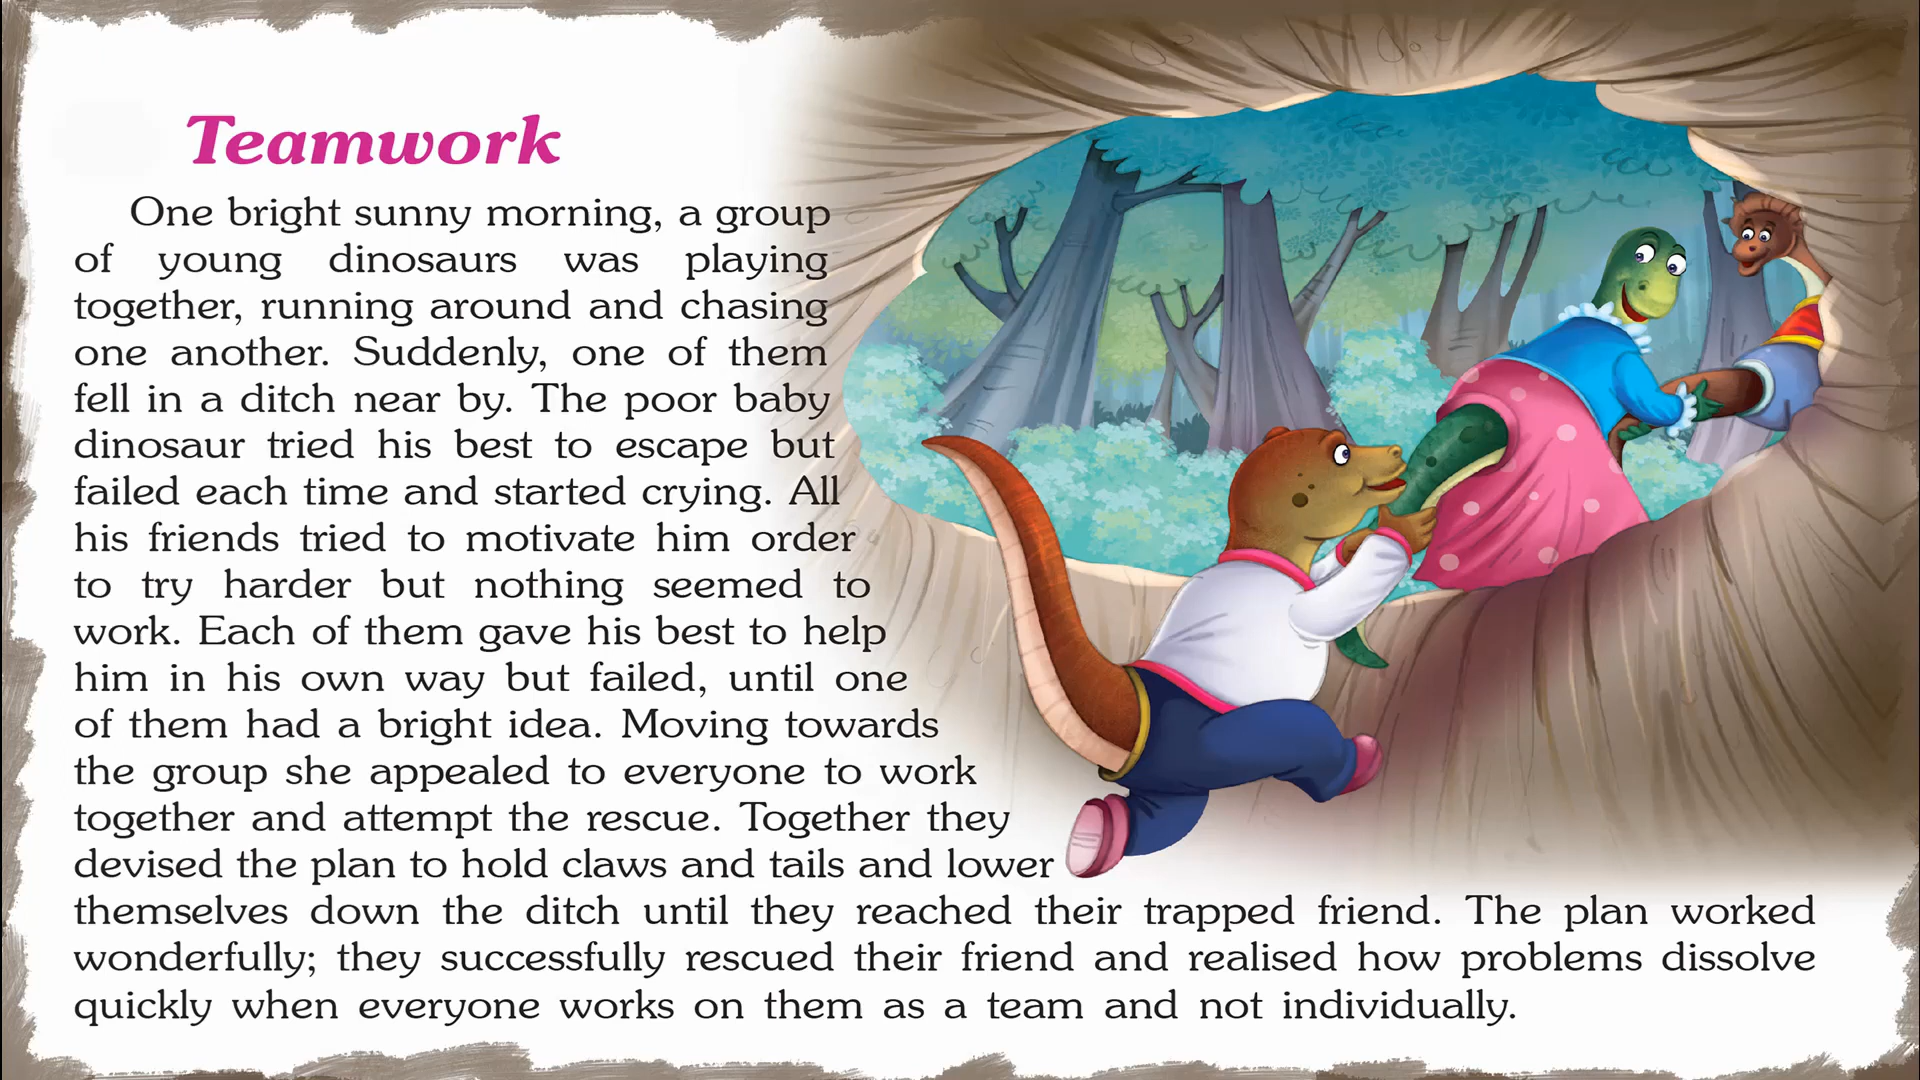 Teamwork
One bright sunny morning, a group
of young dinosaurs was playing
together, running around and chasing
one another. Suddenly, one of them
fell in a ditch near by. The poor baby
dinosaur tried his best to escape but
failed each time and started crying. All
his friends tried to motivate him order
to try harder but nothing seemed to
work. Each of them gave his best to help
him in his own way but failed, until one
of them had a bright idea. Moving towards
the group she appealed to everyone to work
together and attempt the rescue. Together they
devised the plan to hold claws and tails and lower
themselves down the ditch until they reached their trapped friend. The plan worked
wonderfully; they successfully rescued their friend and realised how problems dissolve
quickly when everyone works on them as a team and not individually.